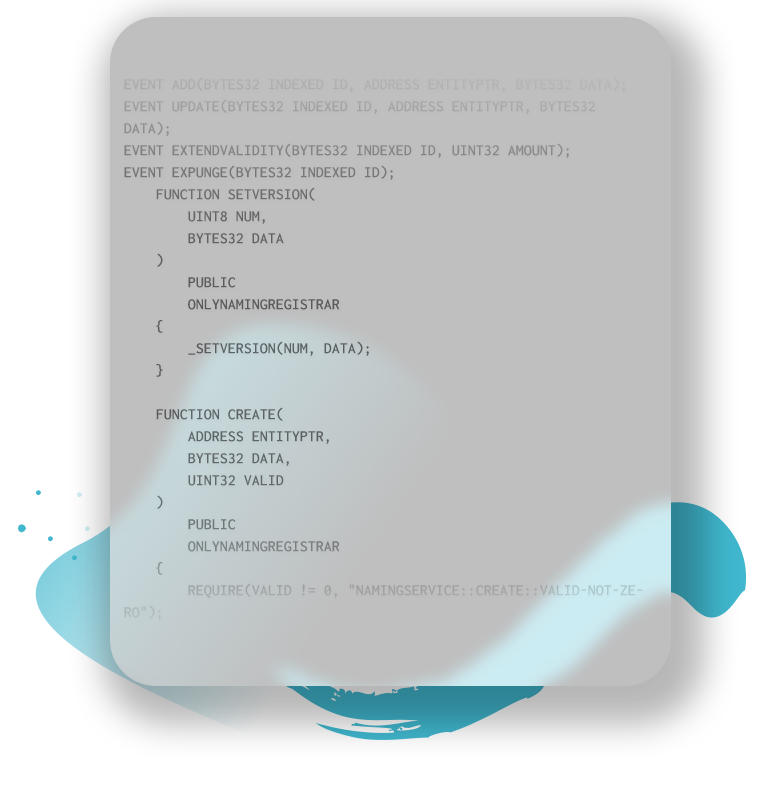 EVENT ADD(BYTES32 INDEXED ID, ADDRESS ENTITYPTR, BYTES32 DATA);
EVENT UPDATE(BYTES32 INDEXED ID, ADDRESS ENTITYPTR, BYTES32
DATA);
EVENT EXTENDVALIDITY(BYTES32 INDEXED ID, UINT32 AMOUNT);
EVENT EXPUNGE(BYTES32 INDEXED ID);
    FUNCTION SETVERSION(
        UINT8 NUM,
        BYTES32 DATA
    )
        PUBLIC
        ONLYNAMINGREGISTRAR
    {
        _SETVERSION(NUM, DATA);
    }
    FUNCTION CREATE(
        ADDRESS ENTITYPTR,
        BYTES32 DATA,
        UINT32 VALID
    )
        PUBLIC
        ONLYNAMINGREGISTRAR
    {
        REQUIRE(VALID != 0, "NAMINGSERVICE::CREATE::VALID-NOT-ZE-
RO");